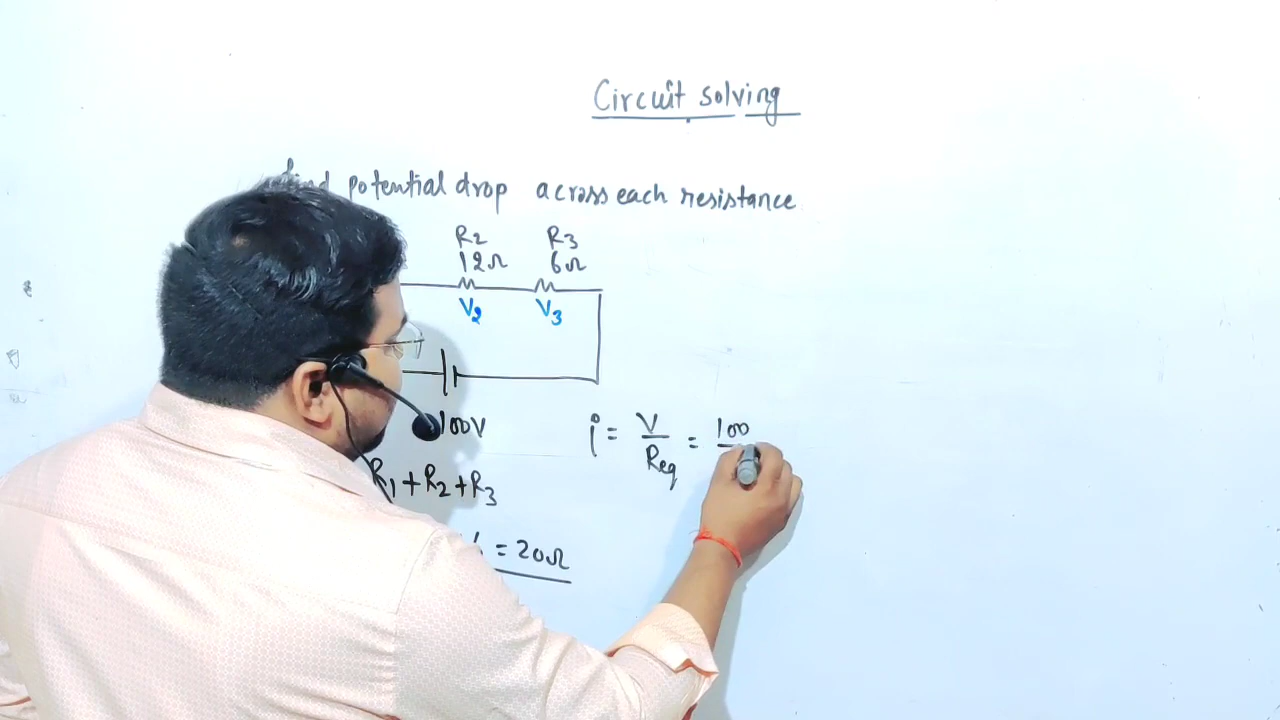 Circuit solving
find potential drop across each resistance
R2 R3
12Ω 6Ω
V2 V3
100V
i = V/Req = 100
R1+R2+R3
= 20Ω